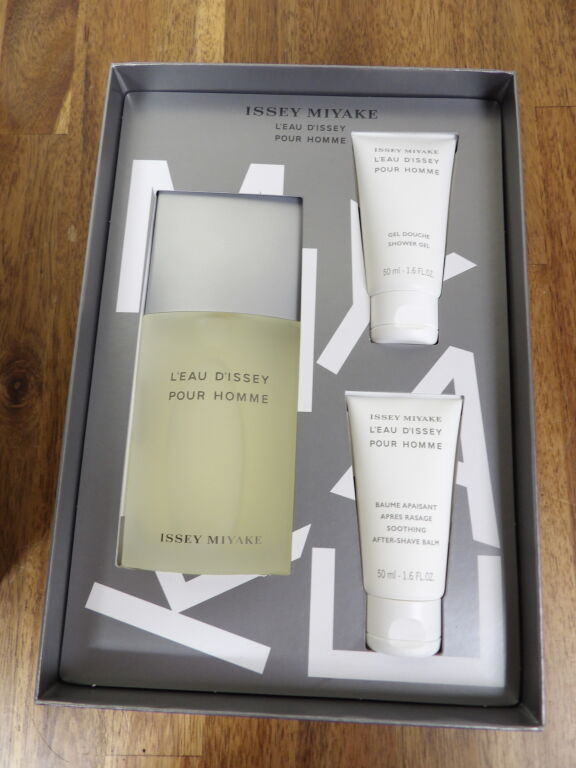 ISSEY MIYAKE
L'EAU D'ISSEY
POUR HOMME
ISSEY MIYAKE
L'EAU D'ISSEY
POUR HOMME
GEL DOUCHE
SHOWER GEL
50 ml - 1.6 FL.OZ.
L'EAU D'ISSEY
POUR HOMME
ISSEY MIYAKE
ISSEY MIYAKE
L'EAU D'ISSEY
POUR HOMME
BAUME APAISANT
APRES RASAGE
SOOTHING
AFTER-SHAVE BALM
50 ml - 1.6 FL.OZ.
MIYAKE